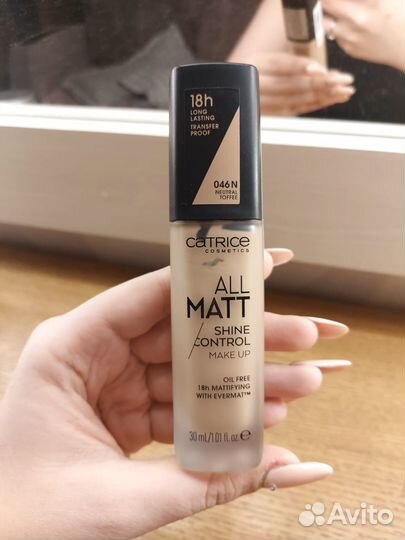 18h
LONG
LASTING
TRANSFER
PROOF
046 N
NEUTRAL
TOFFEE
CATRICE
COSMETICS
ALL
MATT
SHINE
/CONTROL
MAKE UP
OIL FREE
18h MATTIFYING
WITH EVERMAT™
30 mL/1.01 fl. oz. e
Avito